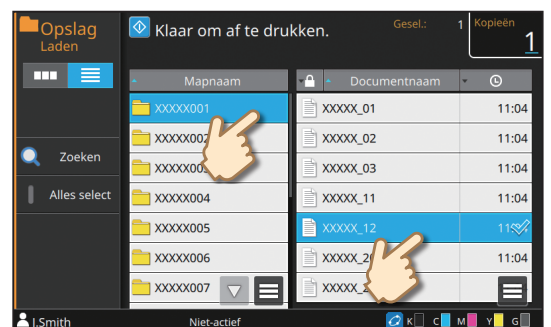 Opslag
Laden
Klaar om af te drukken.
Gesel.: 1
Kopieën
1
Mapnaam
Documentnaam
XXXXX001
XXXXX002
XXXXX004
XXXXX005
XXXXX006
XXXXX007
XXXXX_01 11:04
XXXXX_02 11:04
XXXXX_03 11:04
XXXXX_11 11:04
XXXXX_12
11:04
Zoeken
Alles select
J.Smith
Niet-actief
K C M Y G